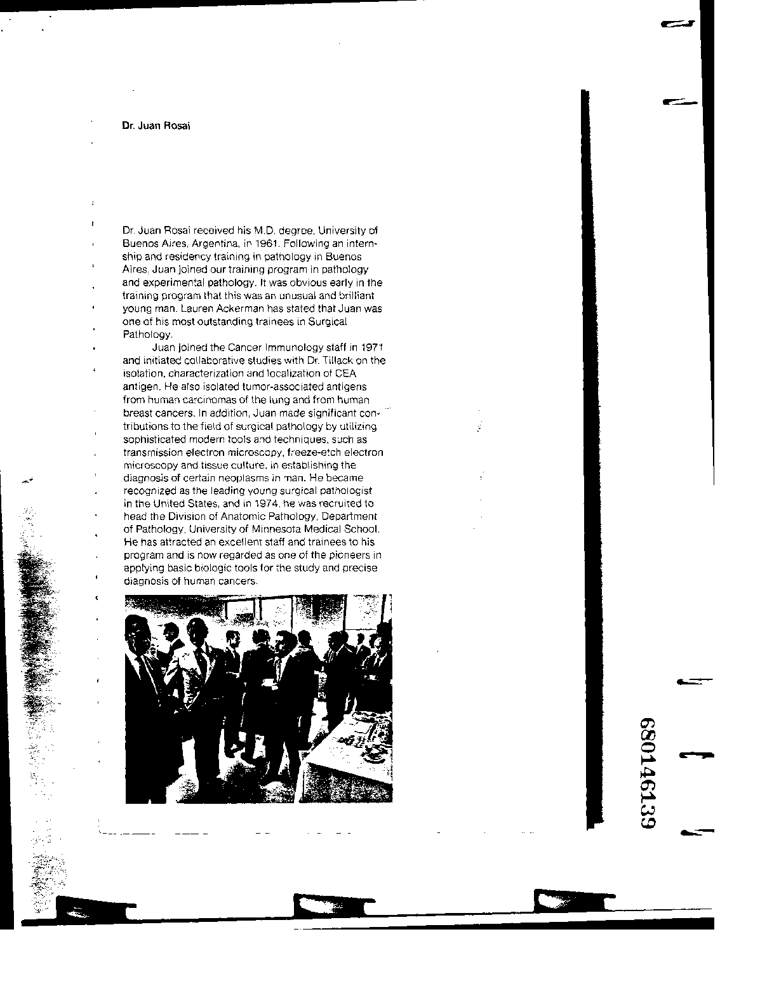 Dr. Juan Rosai
Dr. Juan Rosai received his M.D. degree, University of
Buenos Aires, Argentina, in 1961. Following an intern-
ship and residency training in pathology in Buenos
Aires, Juan joined our training program in pathology
and experimental pathology. It was obvious early in the
training program that this was an unusual and brilliant
young man. Lauren Ackerman has stated that Juan was
one of his most outstanding trainees in Surgical
Pathology.
Juan joined the Cancer Immunology staff in 1971
and initiated collaborative studies with Dr. Tillack on the
isolation, characterization and localization of CEA
antigen. He also isolated tumor-associated antigens
from human carcinomas of the lung and from human
breast cancers. In addition, Juan made significant con-
tributions to the field of surgical pathology by utilizing
sophisticated modern tools and techniques, such as
transmission electron microscopy, freeze-etch electron
microscopy and tissue culture, in establishing the
diagnosis of certain neoplasms in man. He became
recognized as the leading young surgical pathologist
in the United States, and in 1974, he was recruited to
head the Division of Anatomic Pathology, Department
of Pathology, University of Minnesota Medical School.
He has attracted an excellent staff and trainees to his
program and is now regarded as one of the pioneers in
applying basic biologic tools for the study and precise
diagnosis of human cancers.
680146139